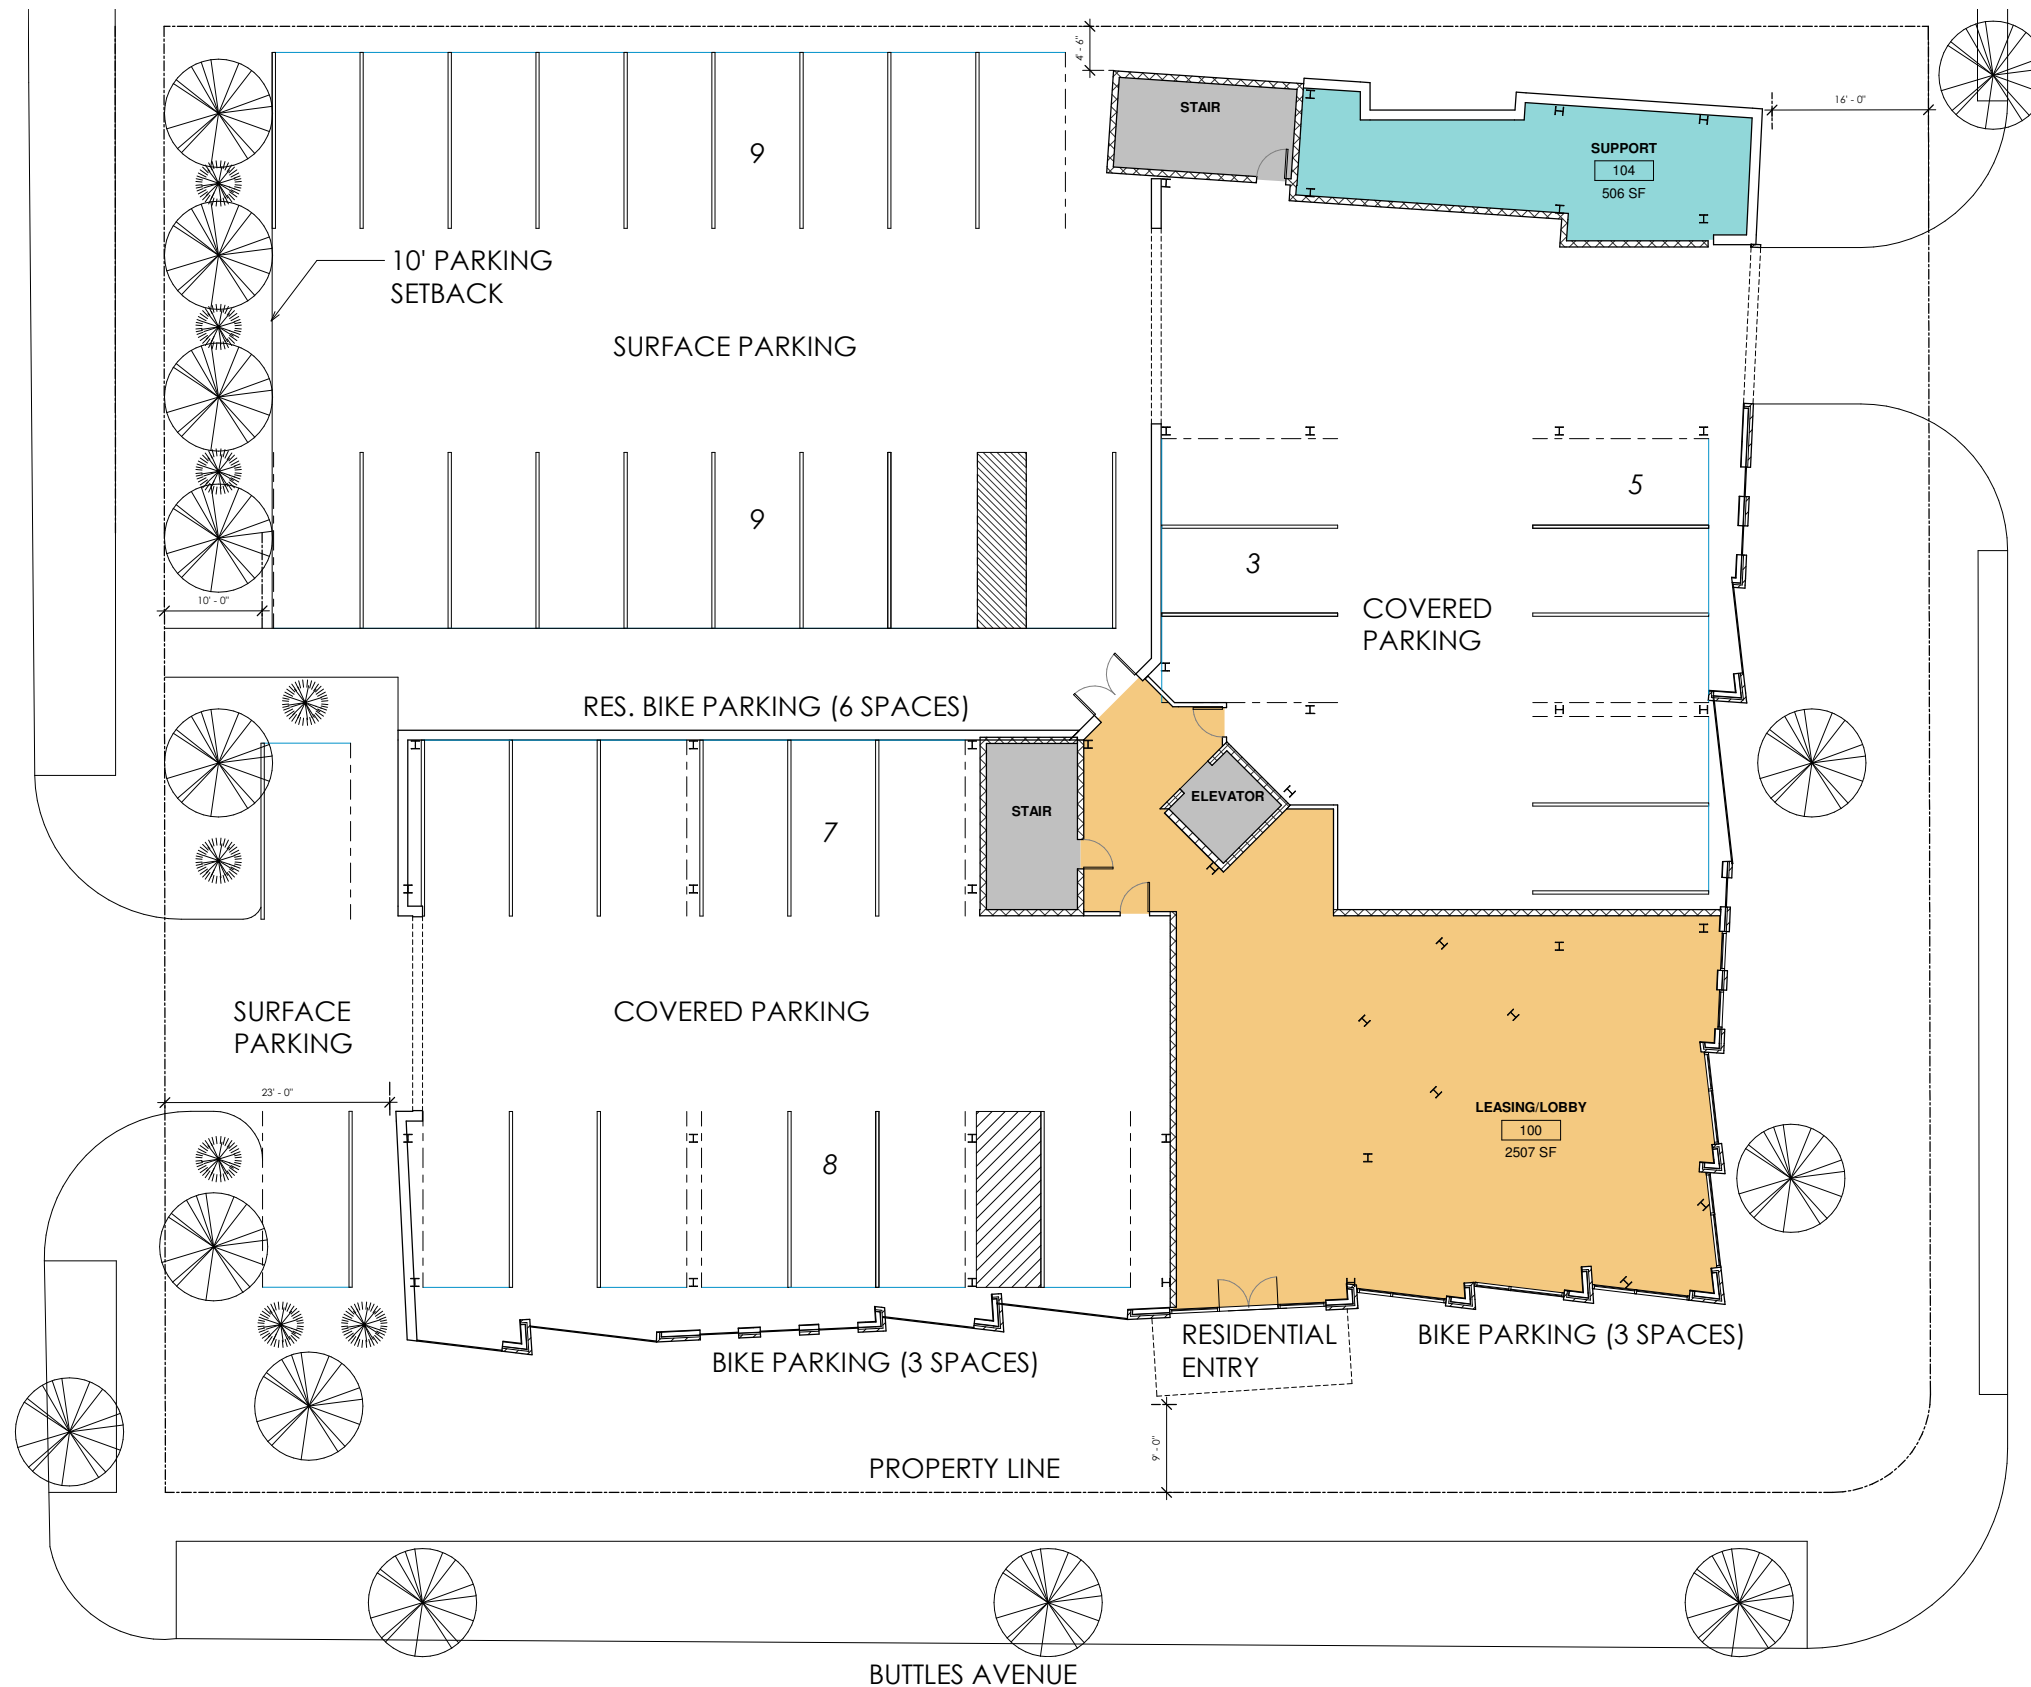 4' - 6"
STAIR
16' - 0"
9
SUPPORT
104
506 SF
10' PARKING
SETBACK
SURFACE PARKING
5
9
3
10' - 0"
COVERED
PARKING
RES. BIKE PARKING (6 SPACES)
ELEVATOR
STAIR
7
SURFACE
PARKING
COVERED PARKING
23' - 0"
LEASING/LOBBY
100
2507 SF
8
RESIDENTIAL
ENTRY
BIKE PARKING (3 SPACES)
BIKE PARKING (3 SPACES)
9' - 0"
PROPERTY LINE
BUTTLES AVENUE